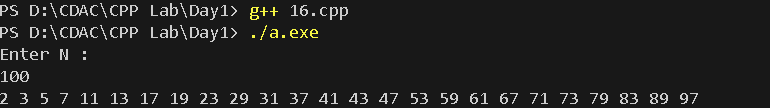 PS D:\CDAC\CPP Lab\Day1> g++ 16.cpp
PS D:\CDAC\CPP Lab\Day1> ./a.exe
Enter N :
100
2 3 5 7 11 13 17 19 23 29 31 37 41 43 47 53 59 61 67 71 73 79 83 89 97